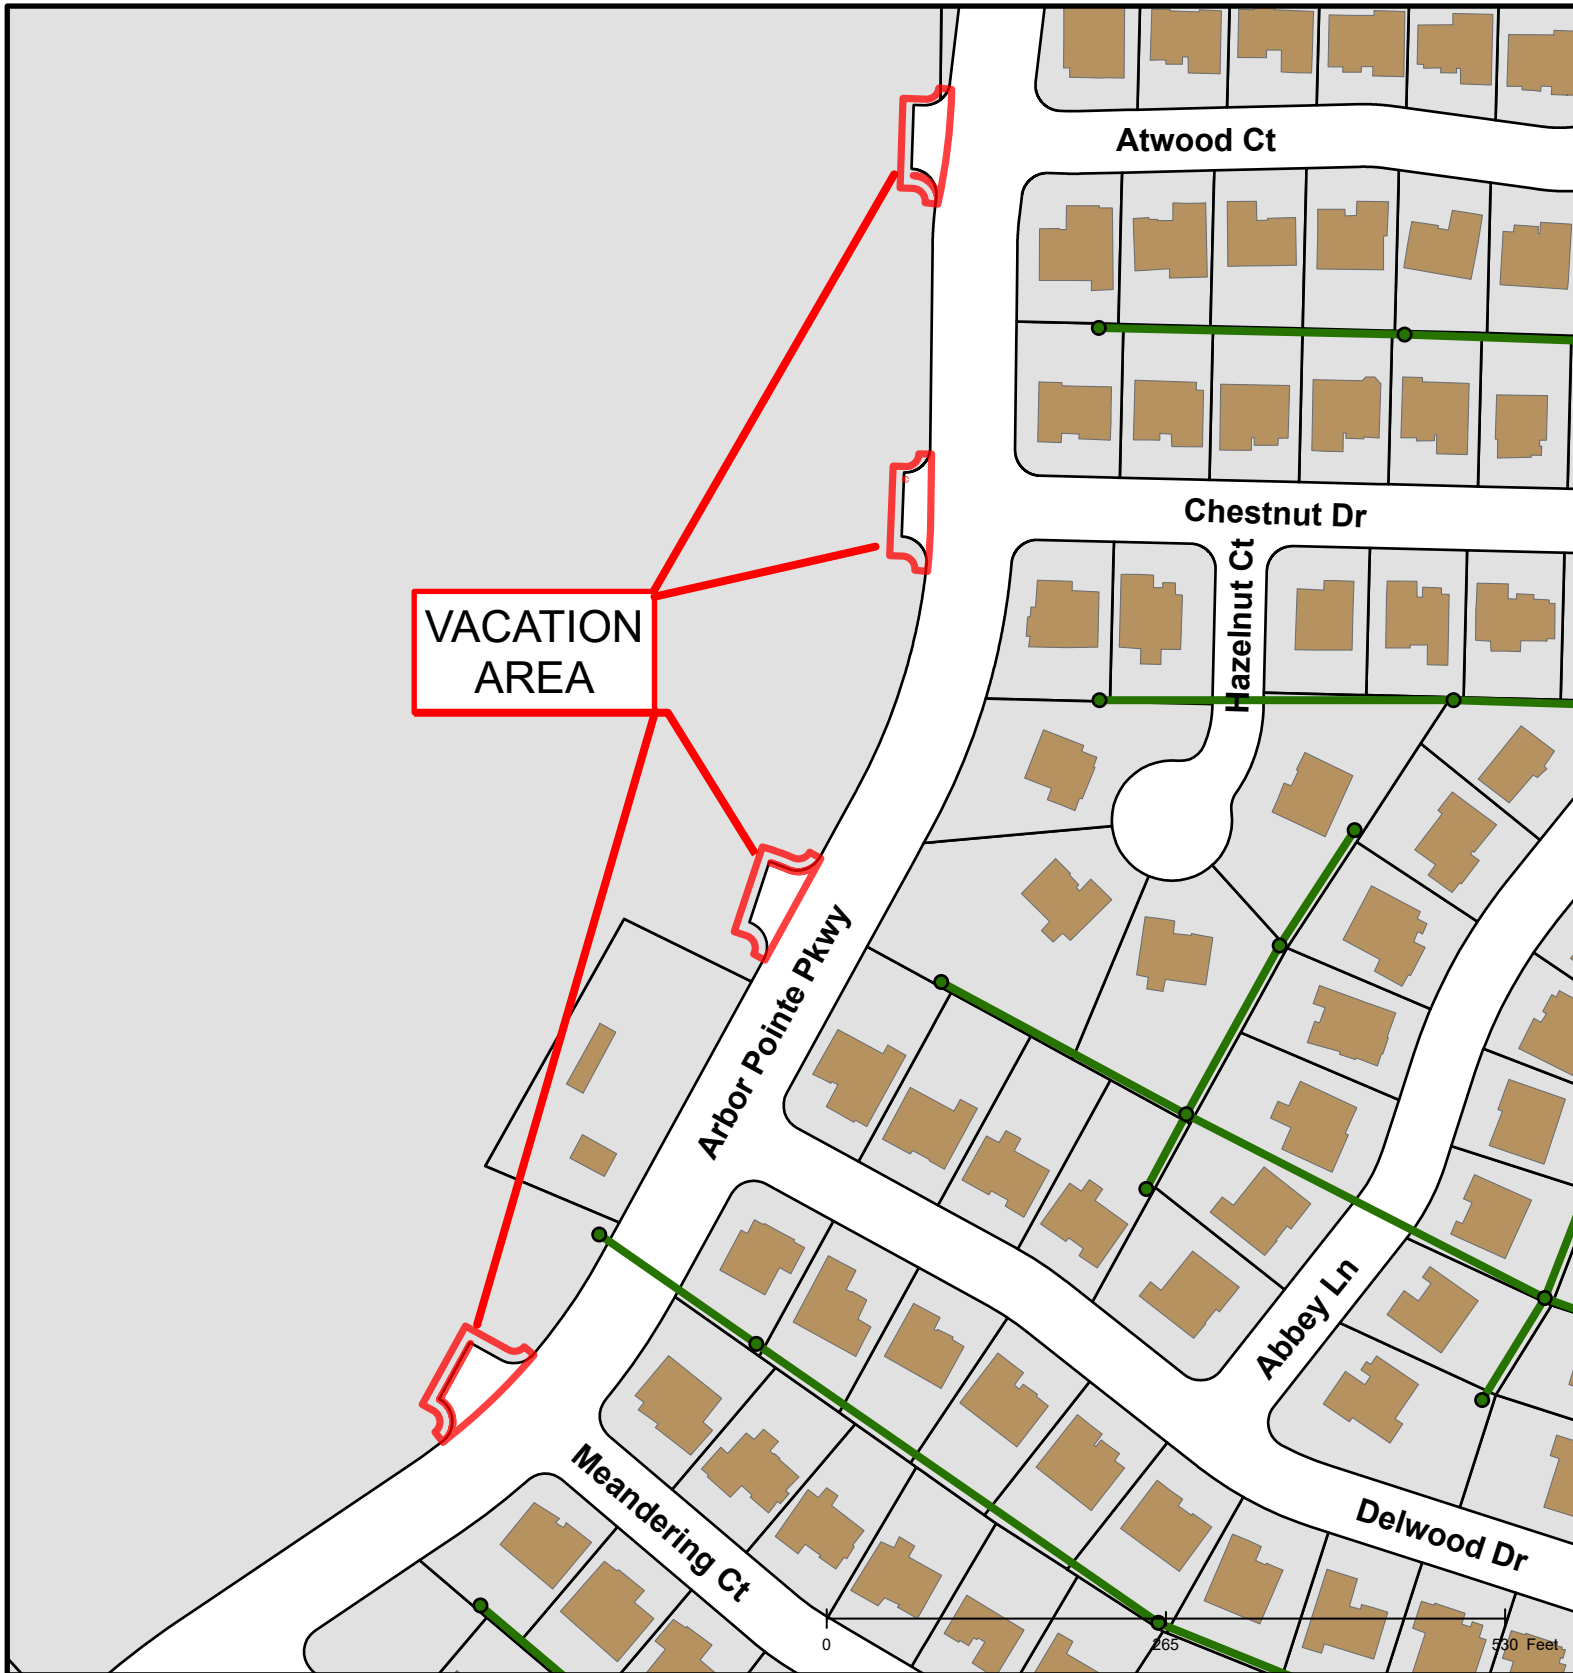 Atwood Ct
Chestnut Dr
Hazelnut Ct
VACATION
AREA
Arbor Pointe Pkwy
Abbey Ln
Meandering Ct
Delwood Dr
0 265 530 Feet